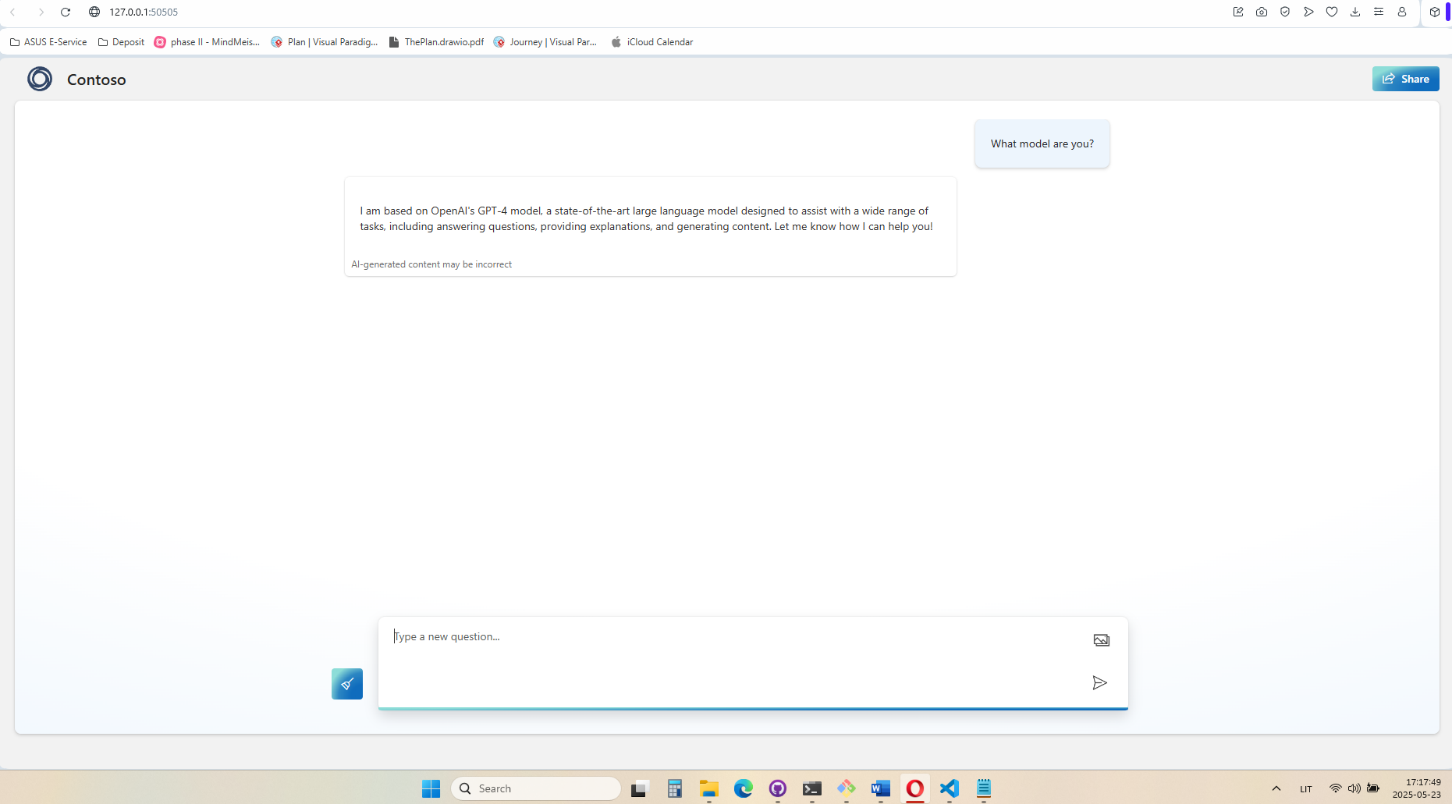 127.0.0.1:50505
ASUS E-Service Deposit phase II - MindMeis... Plan | Visual Paradig... ThePlan.drawio.pdf Journey | Visual Par... iCloud Calendar
Contoso
Share
What model are you?
I am based on OpenAI's GPT-4 model, a state-of-the-art large language model designed to assist with a wide range of
tasks, including answering questions, providing explanations, and generating content. Let me know how I can help you!
AI-generated content may be incorrect
Type a new question...
Search
LIT
17:17:49
2025-05-23